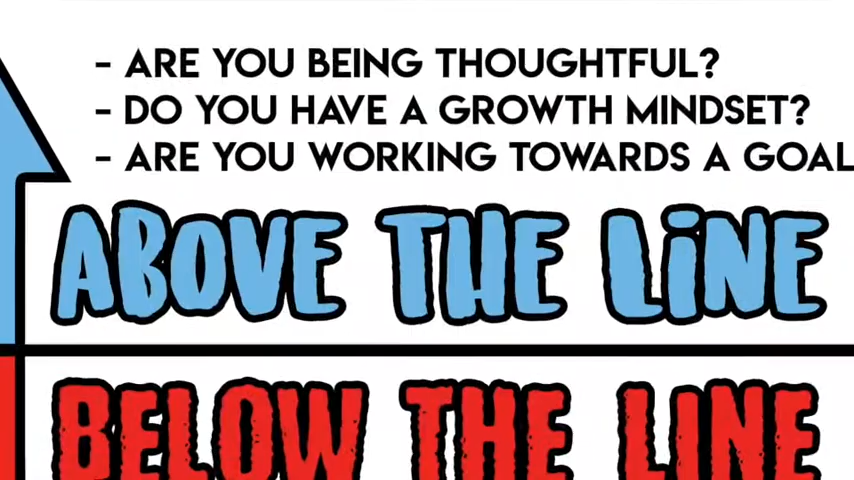 - ARE YOU BEING THOUGHTFUL?
- DO YOU HAVE A GROWTH MINDSET?
- ARE YOU WORKING TOWARDS A GOAL
ABOVE THE LiNE
BELOW THE LiNE